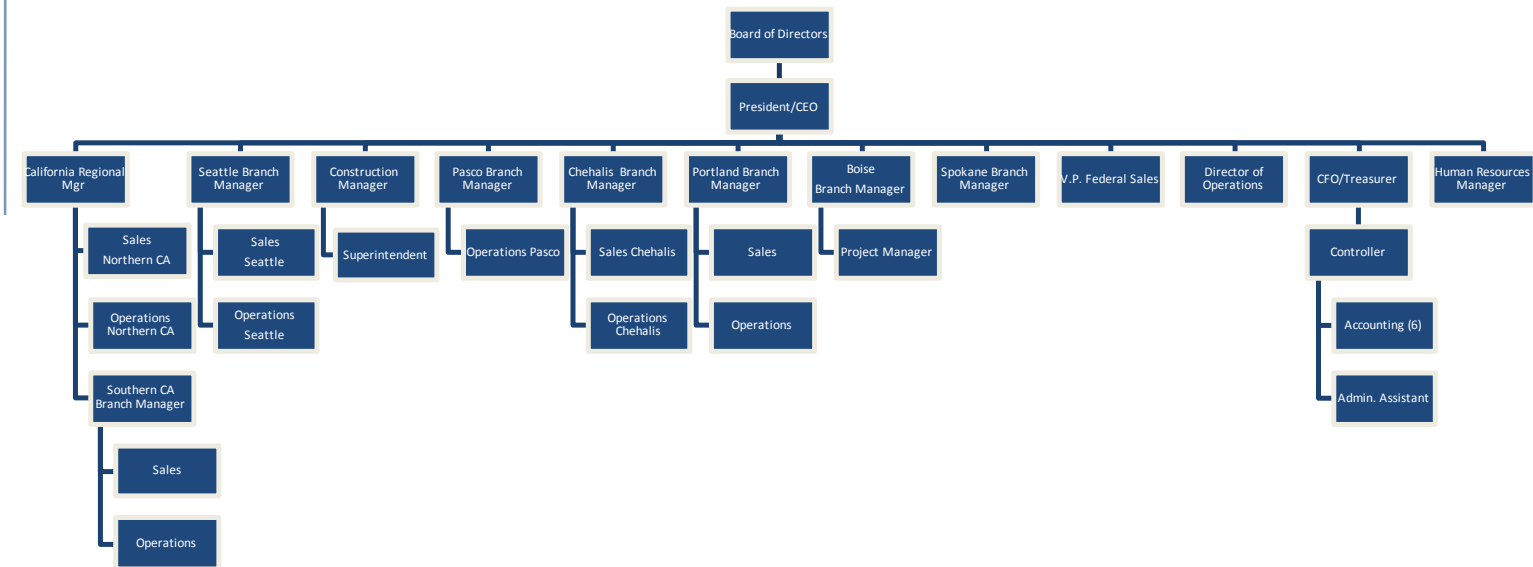 Board of Directors
President/CEO
California Regional
Mgr
Seattle Branch
Manager
Construction
Manager
Pasco Branch
Manager
Chehalis Branch
Manager
Portland Branch
Manager
Boise
Branch Manager
Spokane Branch
Manager
V.P. Federal Sales
Director of
Operations
CFO/Treasurer
Human Resources
Manager
Sales
Northern CA
Sales
Seattle
Superintendent
Operations Pasco
Sales Chehalis
Sales
Project Manager
Controller
Operations
Northern CA
Operations
Seattle
Operations
Chehalis
Operations
Accounting (6)
Southern CA
Branch Manager
Admin. Assistant
Sales
Operations